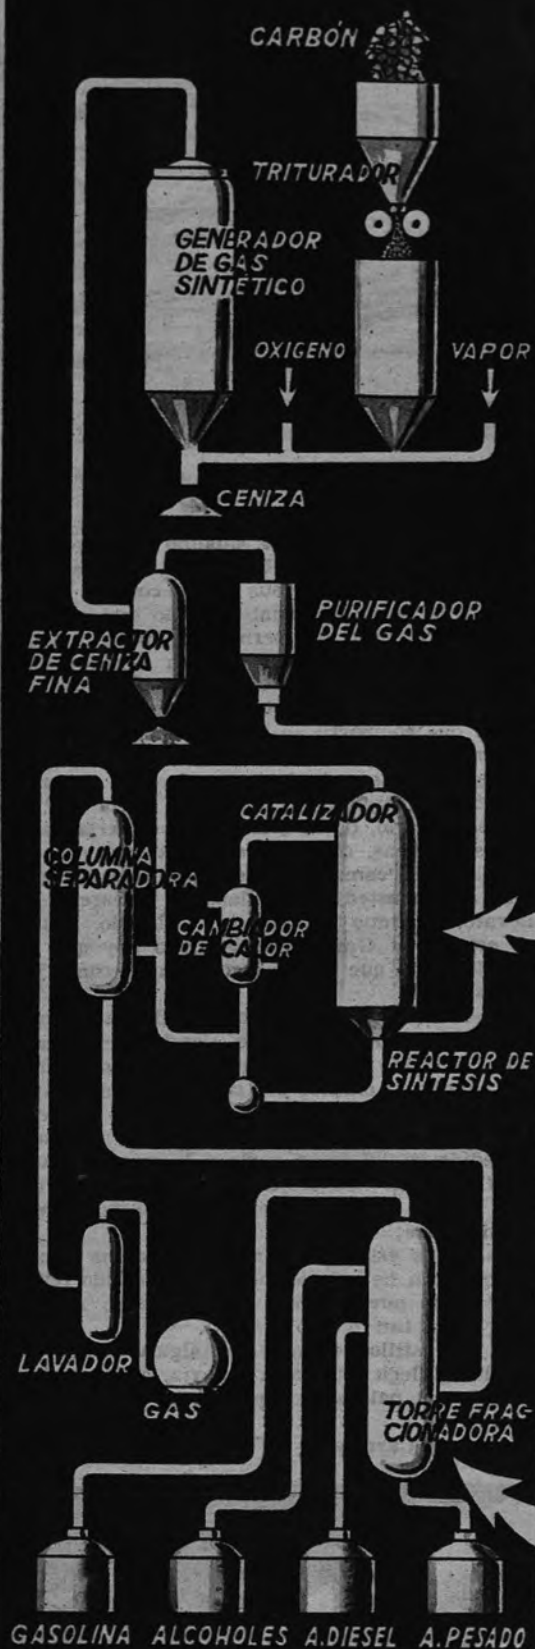 CARBÓN
TRITURADOR
GENERADOR
DE GAS
SINTÉTICO
OXIGENO
VAPOR
CENIZA
PURIFICADOR
DEL GAS
EXTRACTOR
DE CENIZA
FINA
CATALIZADOR
COLUMNA
SEPARADORA
CAMBIADOR
DE CALOR
REACTOR DE
SINTESIS
LAVADOR
GAS
TORRE FRAC-
CIONADORA
GASOLINA
ALCOHOLES
A.DIESEL
A.PESADO